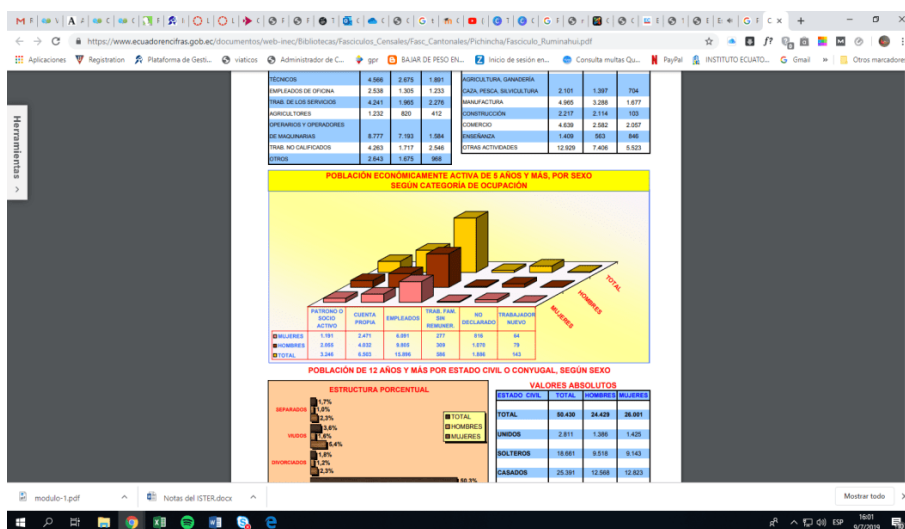 https://www.ecuadorencifras.gob.ec/documentos/web-inec/Bibliotecas/Fasciculos_Censales/Fasc_Cantonales/Pichincha/Fasciculo_Ruminahui.pdf
Aplicaciones Registration Plataforma de Gesti... viaticos Administrador de C... gpr BAJAR DE PESO EN... Inicio de sesión en... Consulta multas Qu... PayPal INSTITUTO ECUATO... Gmail » Otros marcadores
Herramientas
TÉCNICOS 4.566 2.675 1.891
EMPLEADOS DE OFICINA 2.538 1.305 1.233
TRAB. DE LOS SERVICIOS 4.241 1.965 2.276
AGRICULTORES 1.232 820 412
OPERARIOS Y OPERADORES
DE MAQUINARIAS 8.777 7.193 1.584
TRAB. NO CALIFICADOS 4.263 1.717 2.546
OTROS 2.643 1.675 968
AGRICULTURA, GANADERÍA
CAZA, PESCA, SILVICULTURA 2.101 1.397 704
MANUFACTURA 4.965 3.288 1.677
CONSTRUCCIÓN 2.217 2.114 103
COMERCIO 4.639 2.582 2.057
ENSEÑANZA 1.409 563 846
OTRAS ACTIVIDADES 12.929 7.406 5.523
POBLACIÓN ECONÓMICAMENTE ACTIVA DE 5 AÑOS Y MÁS, POR SEXO
SEGÚN CATEGORÍA DE OCUPACIÓN
TOTAL
HOMBRES
MUJERES
PATRONO O SOCIO ACTIVO CUENTA PROPIA EMPLEADOS TRAB. FAM. SIN REMUNER. NO DECLARADO TRABAJADOR NUEVO
MUJERES 1.191 2.471 277 816 64
HOMBRES 2.055 4.032 309 1.070 79
TOTAL 1.886 143
POBLACIÓN DE 12 AÑOS Y MÁS POR ESTADO CIVIL O CONYUGAL, SEGÚN SEXO
ESTRUCTURA PORCENTUAL
SEPARADOS 1,7%
1,0%
2,3%
VIUDOS 3,6%
1,6%
5,4%
DIVORCIADOS 1,8%
1,2%
2,3%
50,3%
TOTAL
HOMBRES
MUJERES
VALORES ABSOLUTOS
ESTADO CIVIL TOTAL HOMBRES MUJERES
TOTAL 50.430 24.429 26.001
UNIDOS 2.811 1.386 1.425
SOLTEROS 18.661 9.518 9.143
CASADOS 25.391 12.568 12.823
modulo-1.pdf Notas del ISTER.docx Mostrar todo
ESP 16:01
9/7/2019